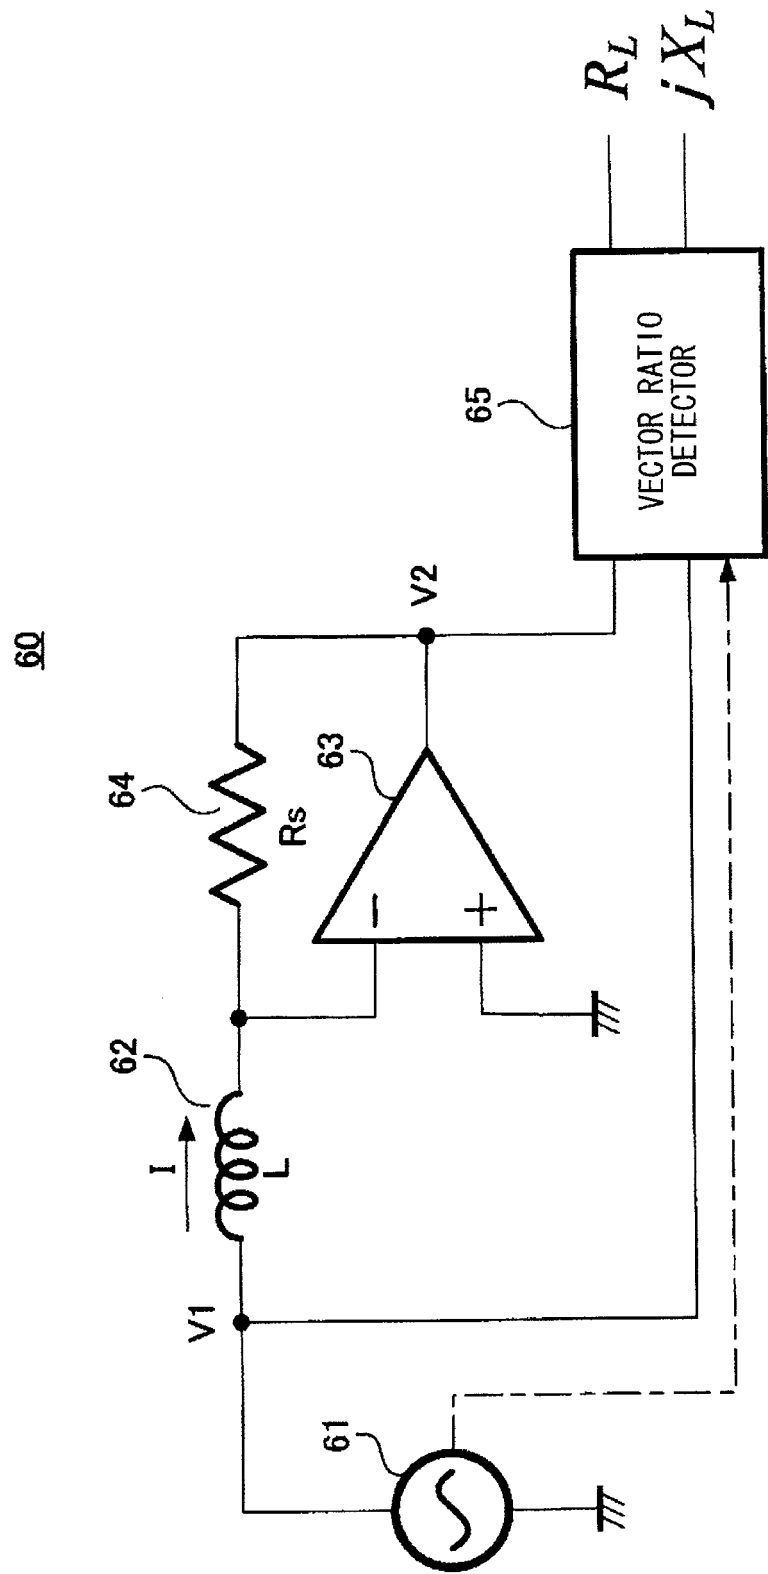 60
64
Rs
62
I
L
V1
63
−
+
V2
61
65
VECTOR RATIO
DETECTOR
R_L
jX_L